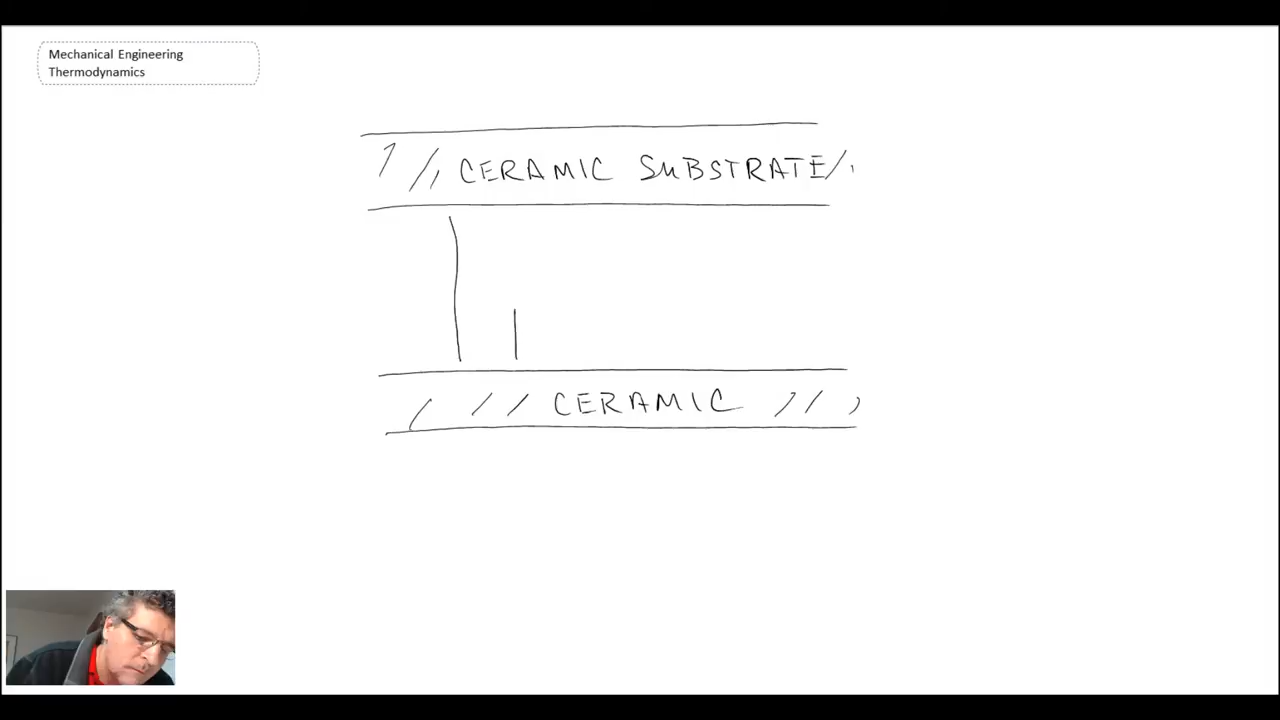 Mechanical Engineering
Thermodynamics
CERAMIC SUBSTRATE
CERAMIC